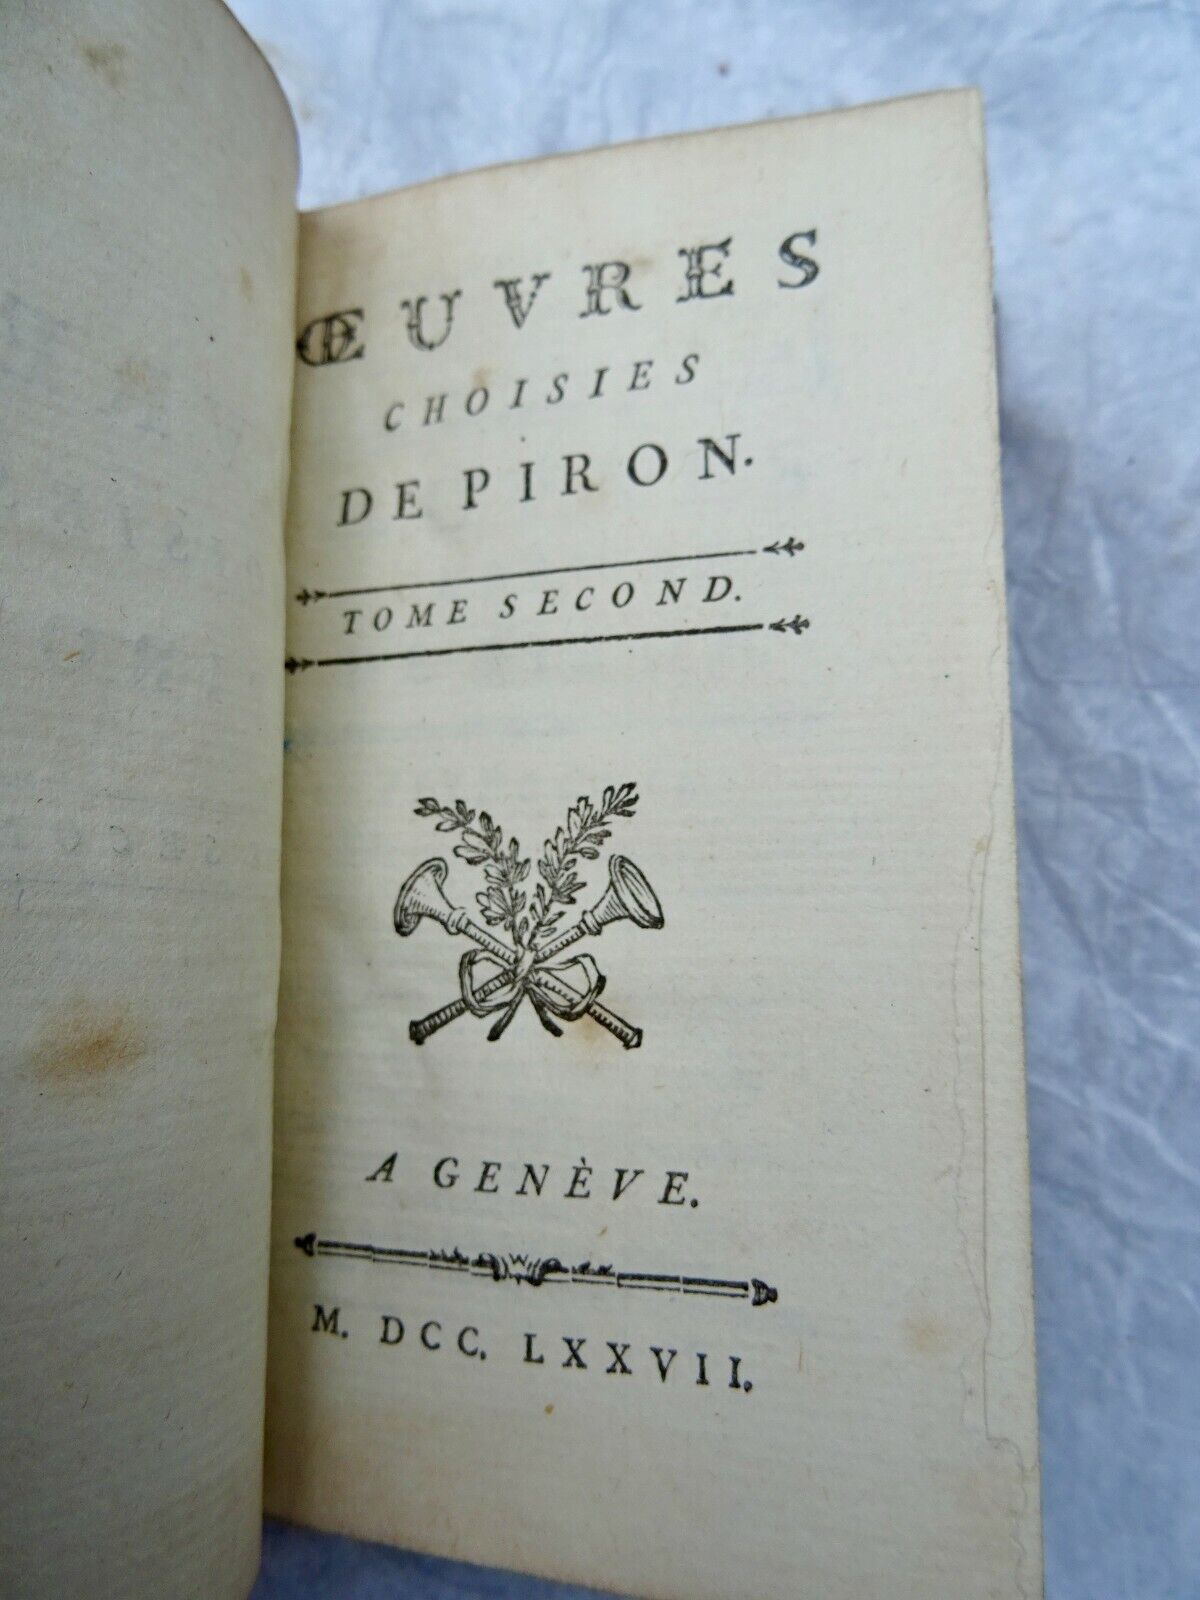 ŒUVRES
CHOISIES
DE PIRON.
TOME SECOND.
A GENÈVE.
M. DCC. LXXVII.